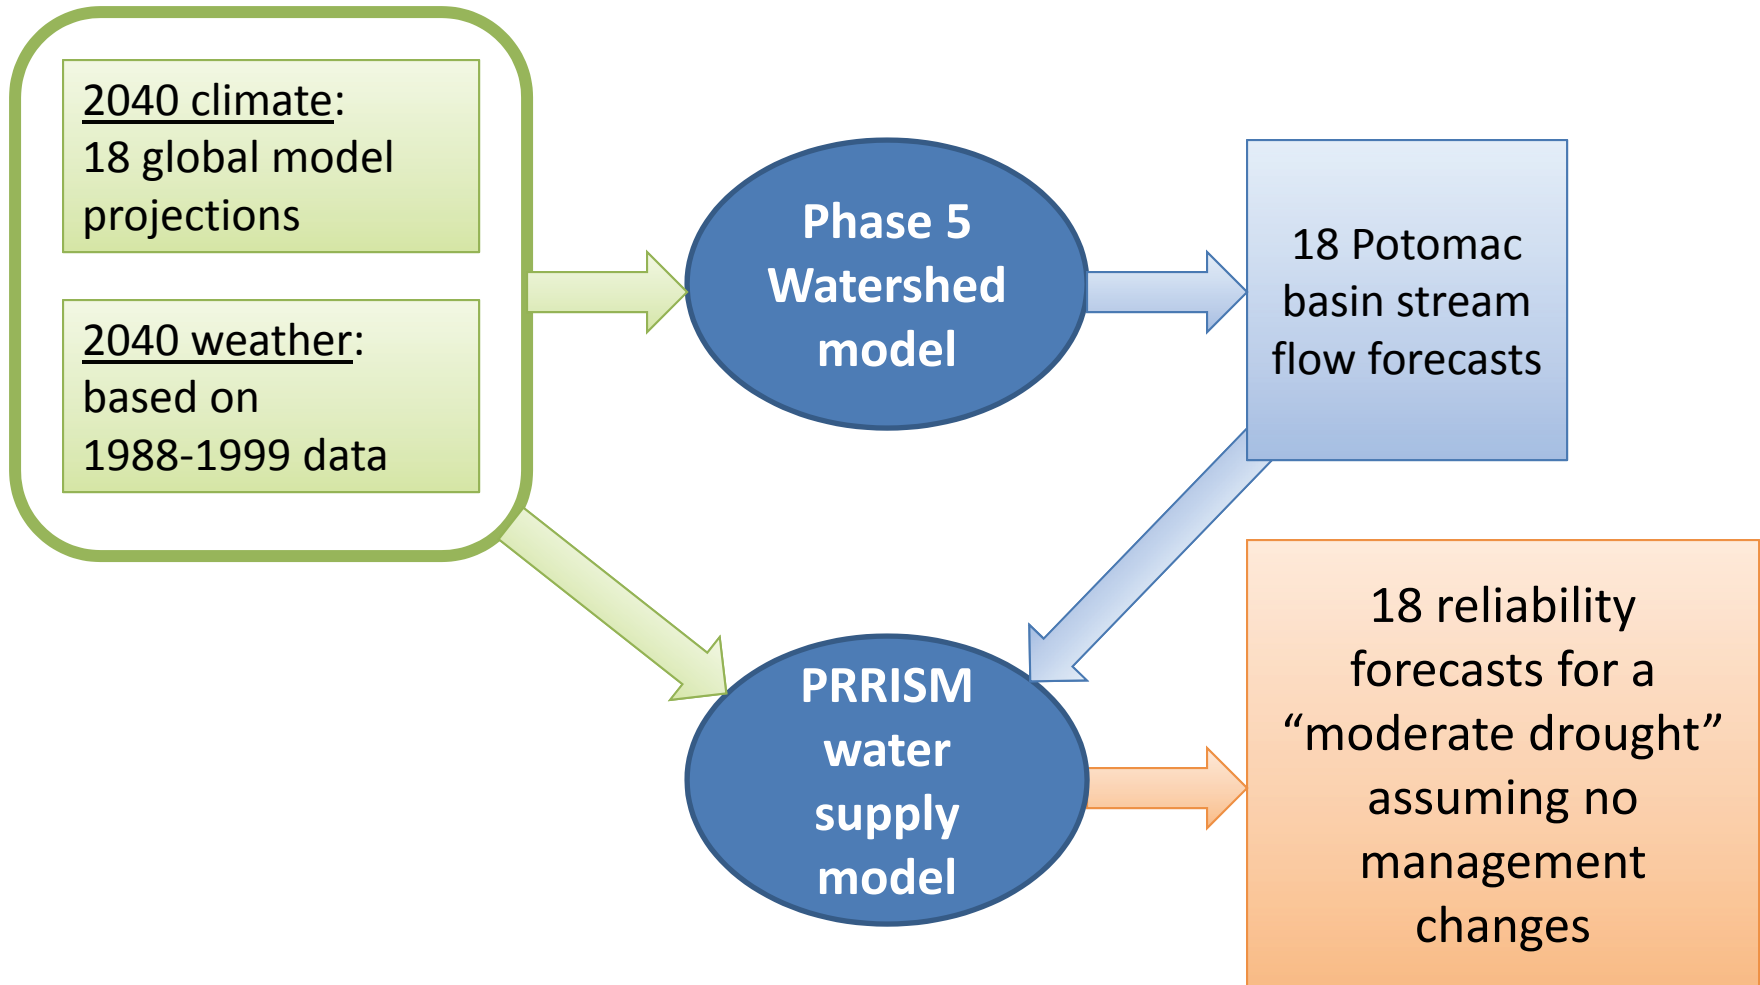 2040 climate:
18 global model
projections
2040 weather:
based on
1988-1999 data
Phase 5
Watershed
model
18 Potomac
basin stream
flow forecasts
PRRISM
water
supply
model
18 reliability
forecasts for a
“moderate drought”
assuming no
management
changes